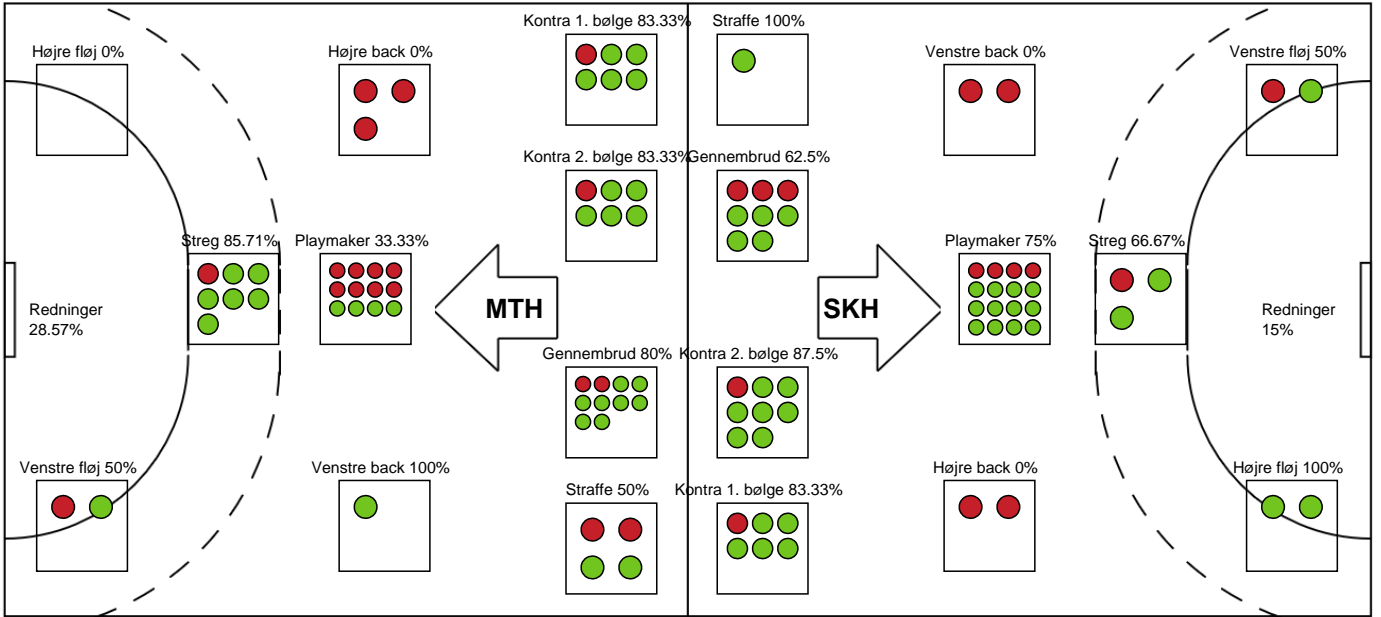 Kontra 1. bølge 83.33%
Straffe 100%
Højre fløj 0%
Højre back 0%
Venstre back 0%
Venstre fløj 50%
Kontra 2. bølge 83.33%
Gennembrud 62.5%
Streg 85.71%
Playmaker 33.33%
Playmaker 75%
Streg 66.67%
Redninger
28.57%
MTH
SKH
Redninger
15%
Gennembrud 80%
Kontra 2. bølge 87.5%
Venstre fløj 50%
Venstre back 100%
Højre back 0%
Højre fløj 100%
Straffe 50%
Kontra 1. bølge 83.33%